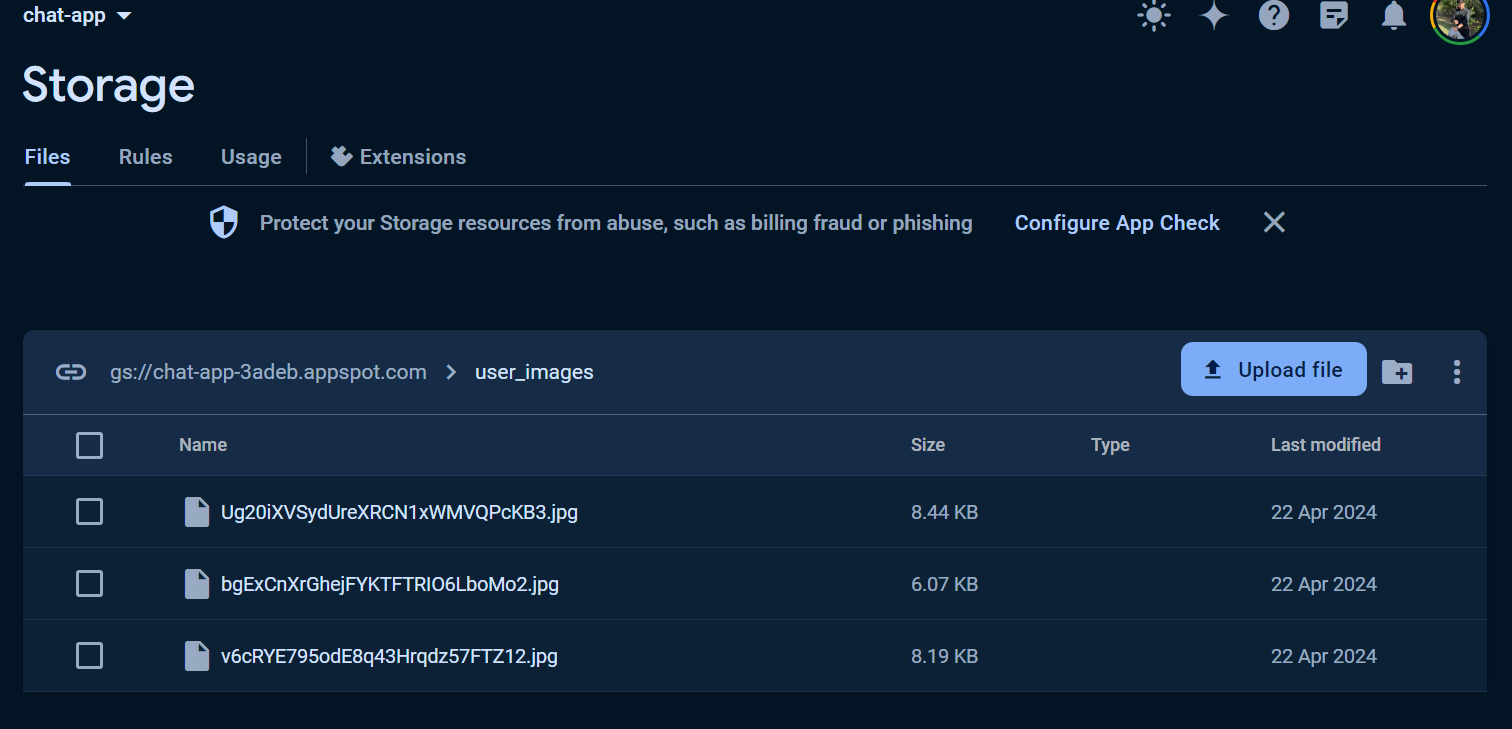 chat-app
Storage
Files Rules Usage Extensions
Protect your Storage resources from abuse, such as billing fraud or phishing Configure App Check
gs://chat-app-3adeb.appspot.com > user_images Upload file
Name Size Type Last modified
Ug20iXVSydUreXRCN1xWMVQPcKB3.jpg 8.44 KB 22 Apr 2024
bgExCnXrGhejFYKTFTRIO6LboMo2.jpg 6.07 KB 22 Apr 2024
v6cRYE795odE8q43Hrqdz57FTZ12.jpg 8.19 KB 22 Apr 2024